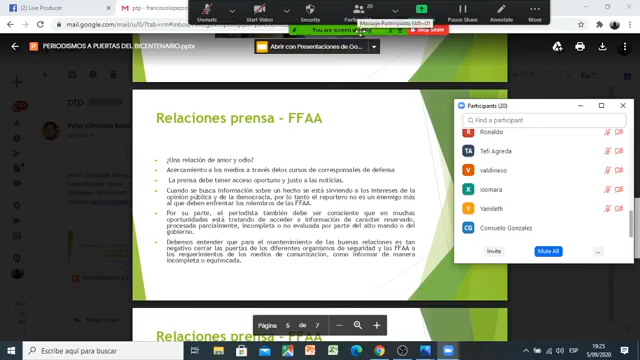 Live Producer
ptp - franciscolopezc
Unmute
Start Video
Security
20
Pause Share
Annotate
More
mail.google.com/mail/u/0/?tab=rm#inbox
Manage Participants (Alt+U)
You are screen
Stop Share
PERIODISMOS A PUERTAS DEL BICENTENARIO.pptx
Abrir con Presentaciones de Go...
ptp
Relaciones prensa - FFAA
- ¿Una relación de amor y odio?
- Acercamiento a los medios a través delos cursos de corresponsales de defensa
- La prensa debe tener acceso oportuno y justo a las noticias.
- Cuando se busca información sobre un hecho se está sirviendo a los intereses de la
opinión pública y de la democracia, por lo tanto el reportero no es un enemigo más
al que deben enfrentar los miembros de las FFAA.
- Por su parte, el periodista también debe ser consciente que en muchas
oportunidades está tratando de acceder a información de carácter reservado,
procesada parcialmente, incompleta o no evaluada por parte del alto mando o del
gobierno.
- Debemos entender que para el mantenimiento de las buenas relaciones es tan
negativo cerrar las puertas de los diferentes organismos de seguridad y las FFAA a
los requerimientos de los medios de comunicación, como informar de manera
incompleta o equivocada.
Participants (20)
Find a participant
R Ronaldo
TA Tefi Agreda
V valdivieso
X xiomara
Y Yamileth
CG Consuelo Gonzalez
Invite
Mute All
...
Página 5 de 7
Relaciones prensa - FFAA
Responder
Escribe aquí para buscar
ESP
19:25
5/09/2020